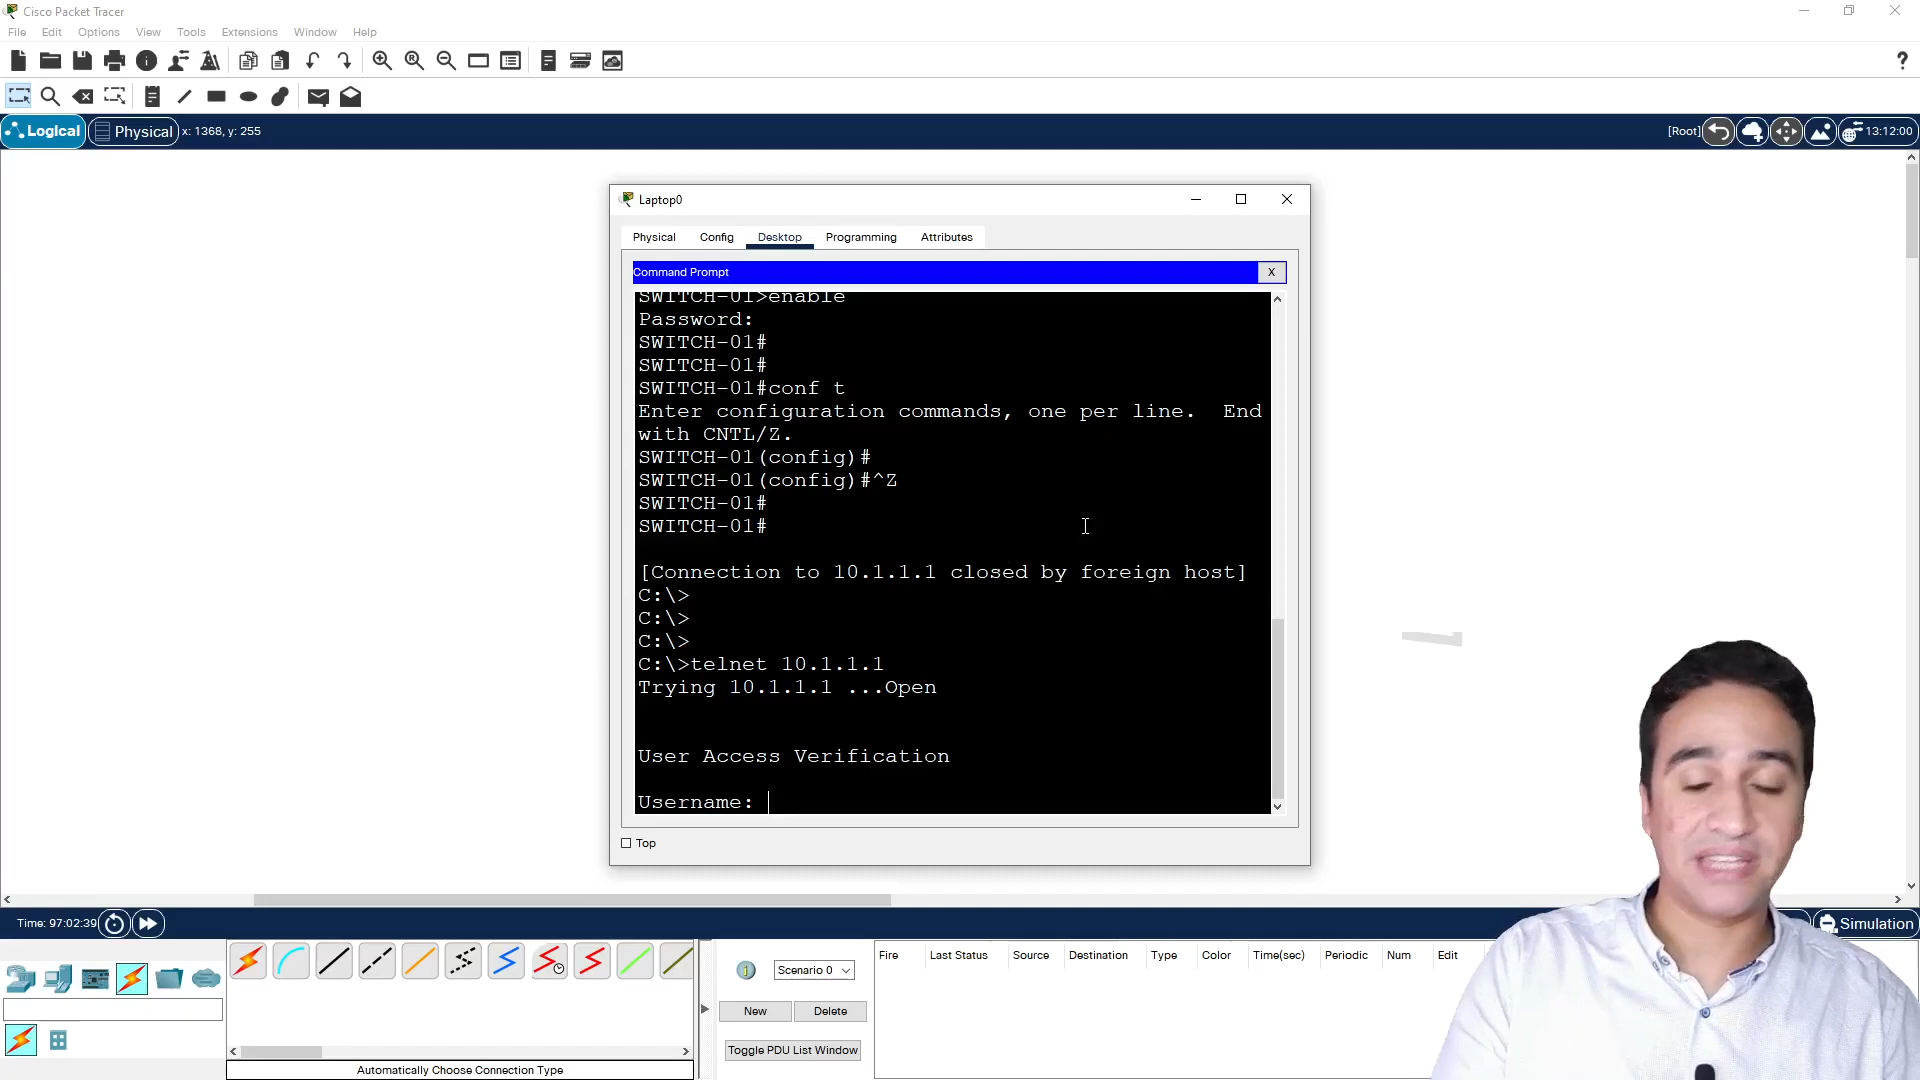 Cisco Packet Tracer
File Edit Options View Tools Extensions Window Help
?
Logical Physical x: 1368, y: 255 [Root] 13:12:00
Laptop0
Physical Config Desktop Programming Attributes
Command Prompt X
SWITCH-01>enable
Password:
SWITCH-01#
SWITCH-01#
SWITCH-01#conf t
Enter configuration commands, one per line.  End
with CNTL/Z.
SWITCH-01(config)#
SWITCH-01(config)#^Z
SWITCH-01#
SWITCH-01#
[Connection to 10.1.1.1 closed by foreign host]
C:\>
C:\>
C:\>
C:\>telnet 10.1.1.1
Trying 10.1.1.1 ...Open
User Access Verification
Username:
Top
Time: 97:02:39 Simulation
Scenario 0
Fire Last Status Source Destination Type Color Time(sec) Periodic Num Edit
New Delete
Toggle PDU List Window
Automatically Choose Connection Type